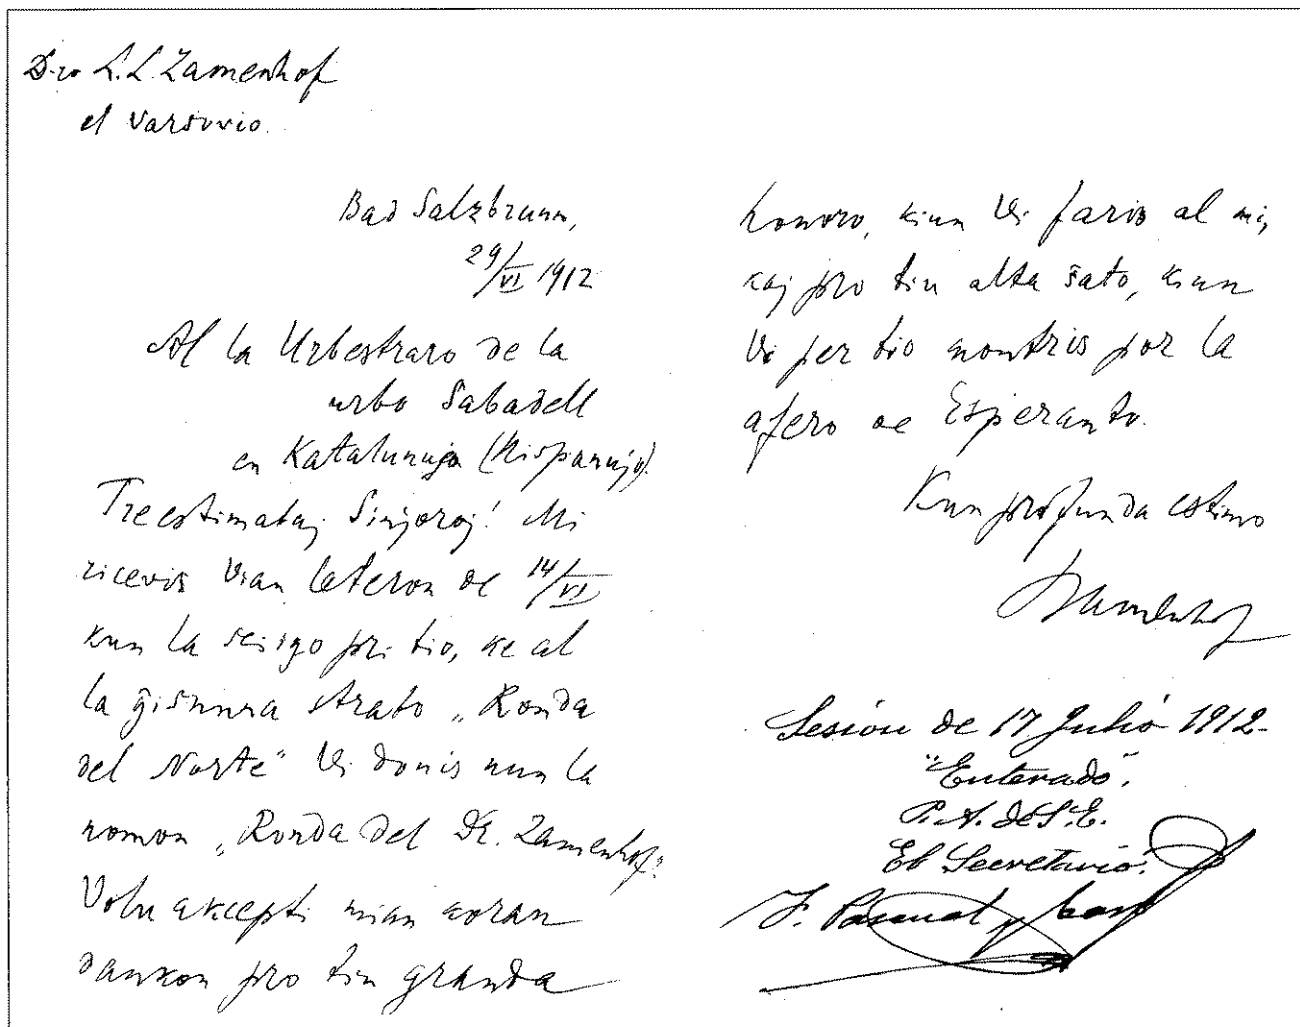 D-ro L. L. Zamenhof
el Varsovio.
Bad Salzbrunn,
29/VI 1912
Al la Urbestraro de la
urbo Sabadell
en Katalunujo (Hispanujo).
Treestimataj Sinjoroj! Mi
ricevis Vian leteron de 14/VI
kun la sciigo pri tio, ke al
la ĝisnuna strato „Ronda
del Norte“ Vi donis nun la
nomon „Ronda del Dr. Zamenhof.“
Volu akcepti mian koran
dankon pro tiu granda
honoro, kiun Vi faris al mi,
kaj pro tiu alta ŝato, kiun
Vi per tio montris por la
afero de Esperanto.
Kun profunda estimo
LZamenhof
Sesión de 17 Julio 1912-
"Enterado".
P. A. del S. E.
El Secretario.
Pascual y